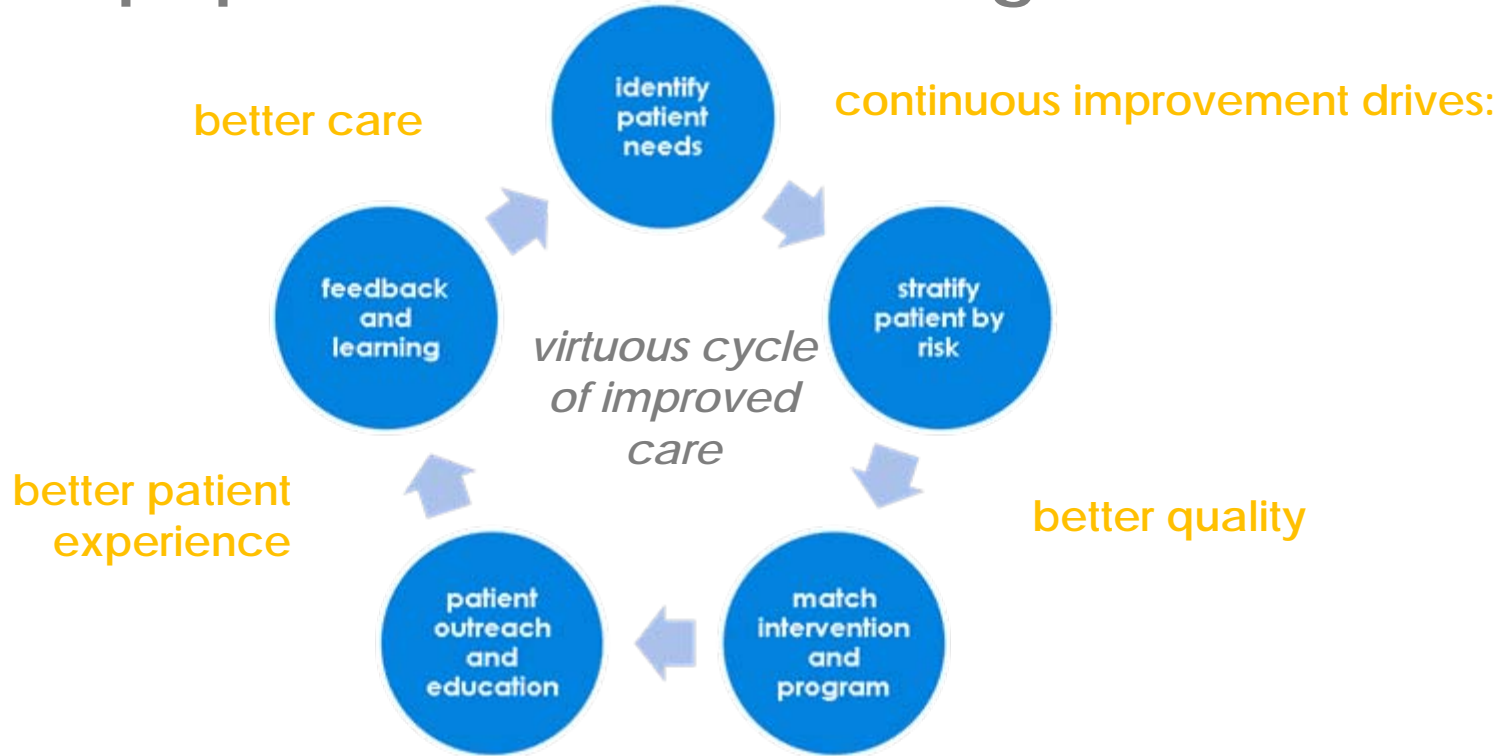 identify
patient
needs
continuous improvement drives:
better care
stratify
patient by
risk
feedback
and
learning
virtuous cycle
of improved
care
better quality
better patient
experience
match
intervention
and
program
patient
outreach
and
education